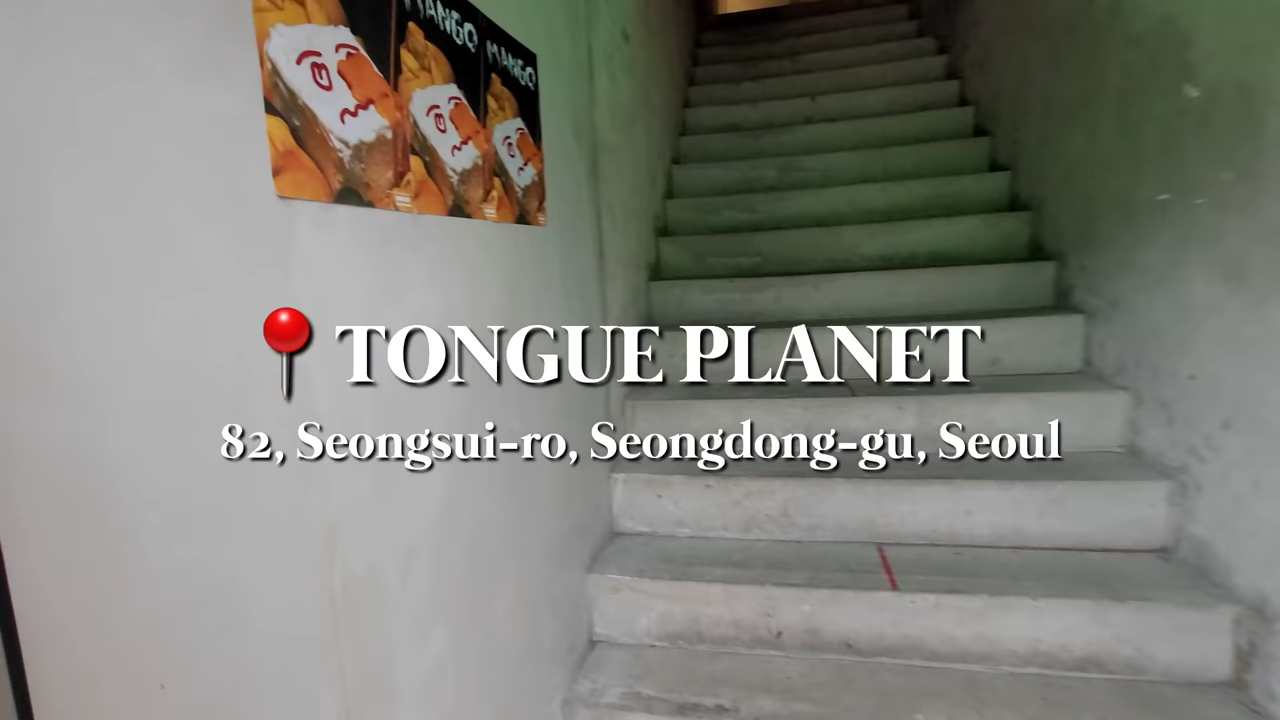 MANGO MANGO
📍 TONGUE PLANET
82, Seongsui-ro, Seongdong-gu, Seoul